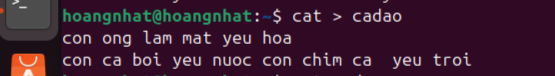 hoangnhat@hoangnhat:~$ cat > cadao
con ong lam mat yeu hoa
con ca boi yeu nuoc con chim ca  yeu troi